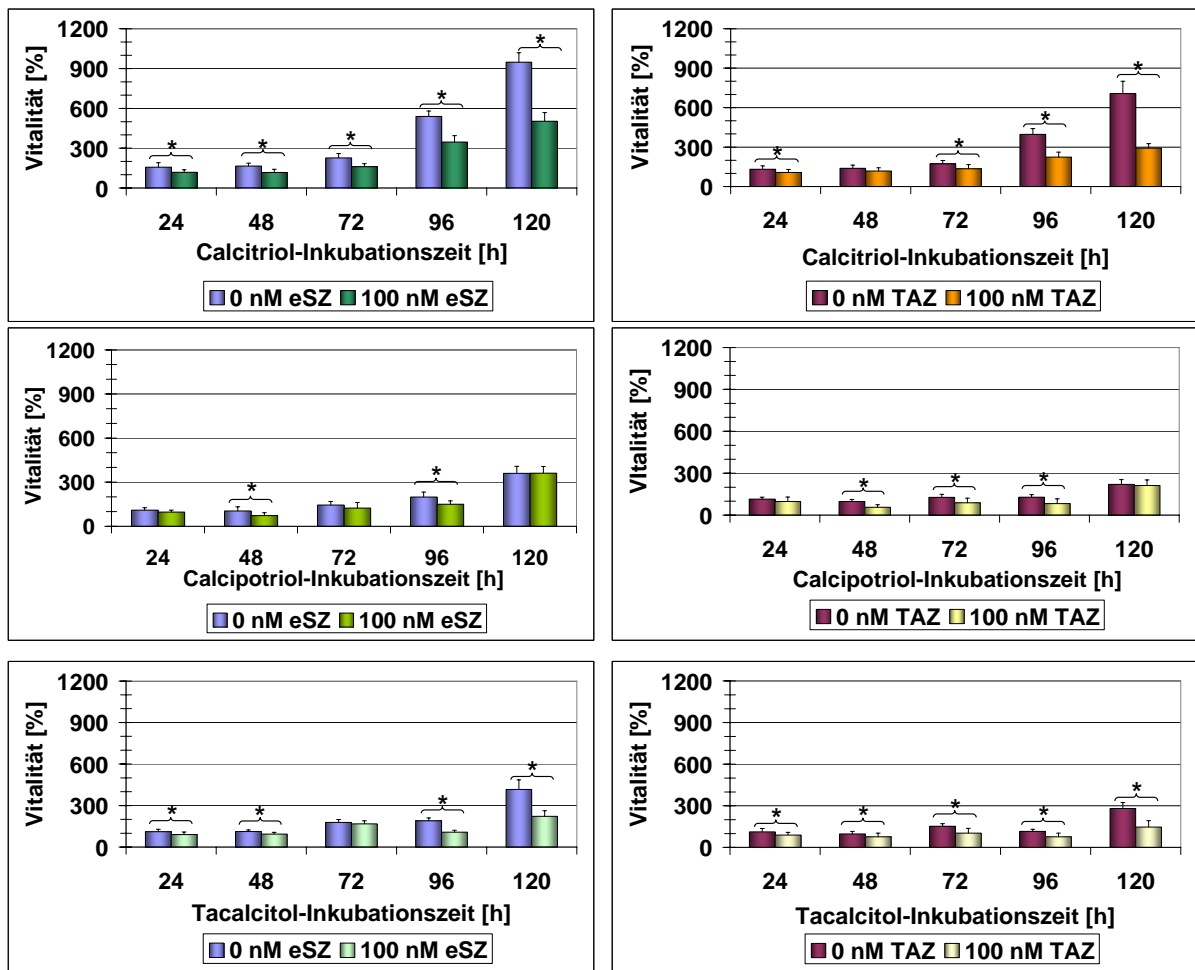 Vitalität [%]
1200
900
600
300
0
* * * * *
24 48 72 96 120
Calcitriol-Inkubationszeit [h]
0 nM eSZ 100 nM eSZ
Vitalität [%]
1200
900
600
300
0
* * * *
24 48 72 96 120
Calcitriol-Inkubationszeit [h]
0 nM TAZ 100 nM TAZ
Vitalität [%]
1200
900
600
300
0
* *
24 48 72 96 120
Calcipotriol-Inkubationszeit [h]
0 nM eSZ 100 nM eSZ
VItalität [%]
1200
900
600
300
0
* * *
24 48 72 96 120
Calcipotriol-Inkubationszeit [h]
0 nM TAZ 100 nM TAZ
Vitalität [%]
1200
900
600
300
0
* * * *
24 48 72 96 120
Tacalcitol-Inkubationszeit [h]
0 nM eSZ 100 nM eSZ
Vitalität [%]
1200
900
600
300
0
* * * * *
24 48 72 96 120
Tacalcitol-Inkubationszeit [h]
0 nM TAZ 100 nM TAZ